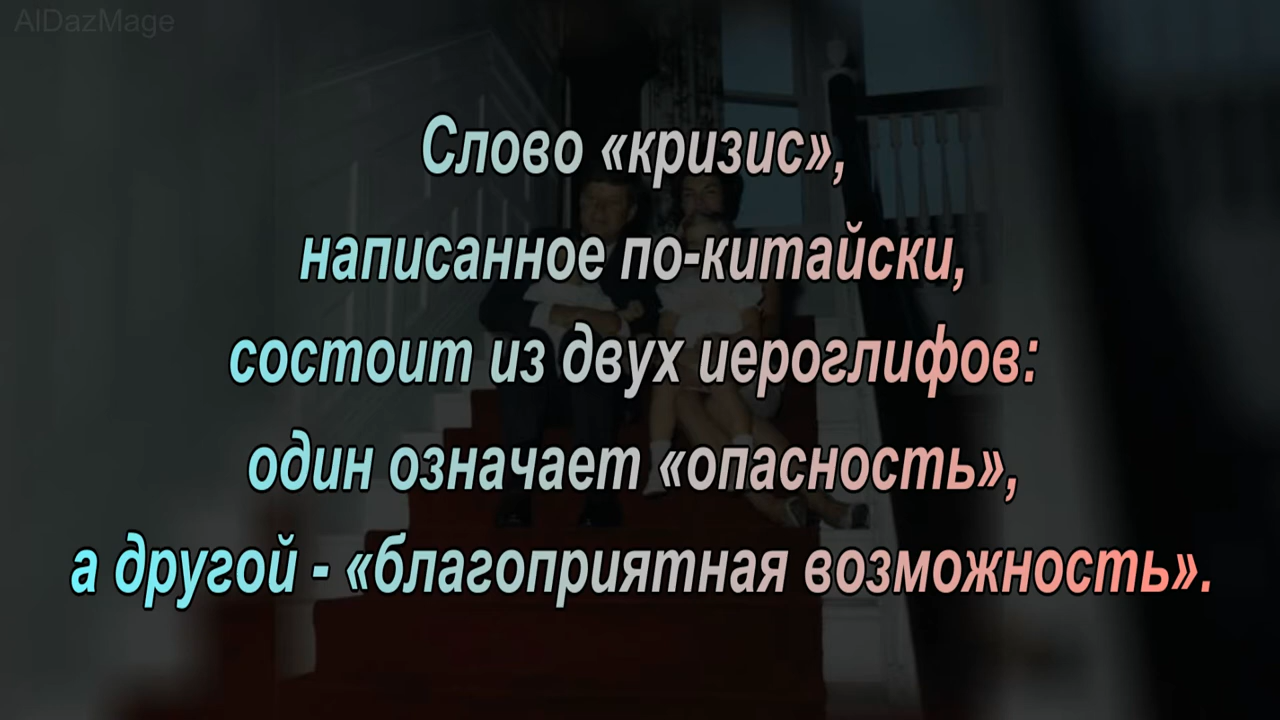 AlDazMage
Слово «кризис»,
написанное по-китайски,
состоит из двух иероглифов:
один означает «опасность»,
а другой - «благоприятная возможность».